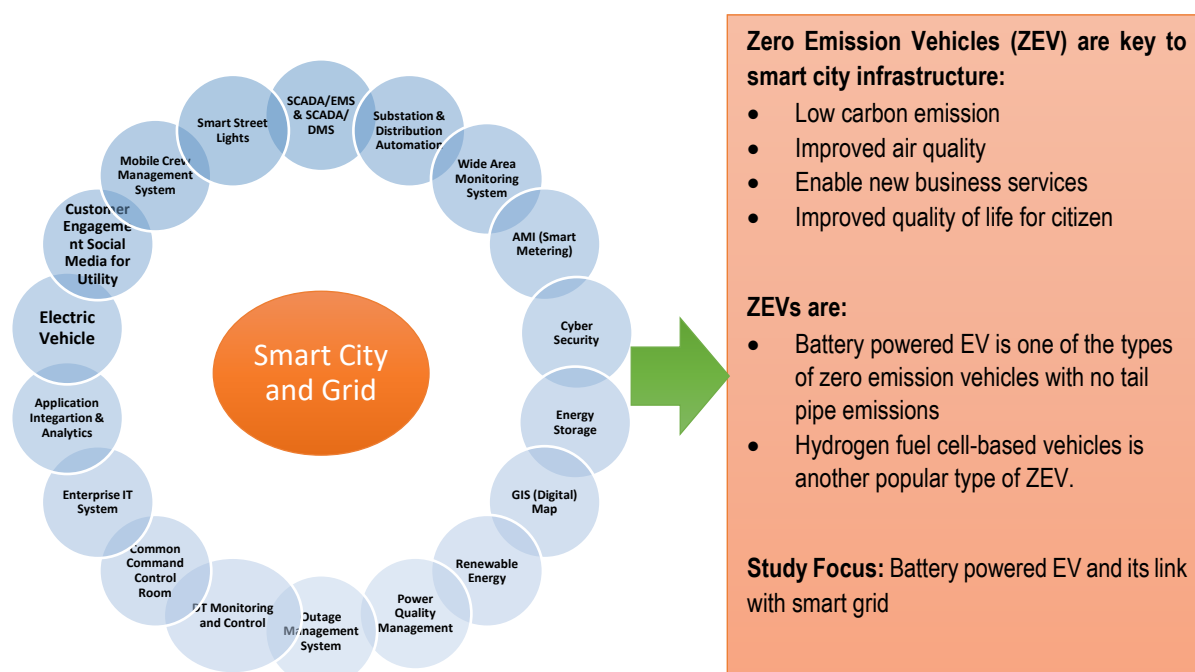 SCADA/EMS
& SCADA/
DMS
Substation &
Distribution
Automation
Wide Area
Monitoring
System
AMI (Smart
Metering)
Cyber
Security
Energy
Storage
GIS (Digital)
Map
Renewable
Energy
Power
Quality
Management
Outage
Management
System
DT Monitoring
and Control
Common
Command
Control
Room
Enterprise IT
System
Application
Integartion &
Analytics
Electric
Vehicle
Customer
Engageme
nt Social
Media for
Utility
Mobile Crew
Management
System
Smart Street
Lights
Smart City
and Grid
Zero Emission Vehicles (ZEV) are key to
smart city infrastructure:
• Low carbon emission
• Improved air quality
• Enable new business services
• Improved quality of life for citizen
ZEVs are:
• Battery powered EV is one of the types
of zero emission vehicles with no tail
pipe emissions
• Hydrogen fuel cell-based vehicles is
another popular type of ZEV.
Study Focus: Battery powered EV and its link
with smart grid